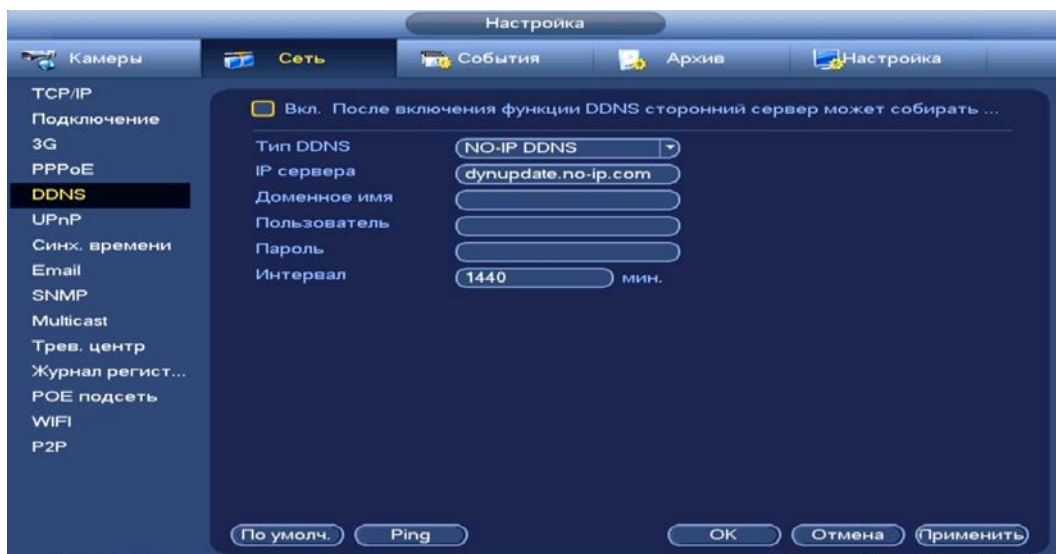 Настройка
Камеры Сеть События Архив Настройка
TCP/IP
Подключение
3G
PPPoE
DDNS
UPnP
Синх. времени
Email
SNMP
Multicast
Трев. центр
Журнал регист...
POE подсеть
WIFI
P2P
Вкл. После включения функции DDNS сторонний сервер может собирать ...
Тип DDNS NO-IP DDNS
IP сервера dynupdate.no-ip.com
Доменное имя
Пользователь
Пароль
Интервал 1440 мин.
По умолч. Ping OK Отмена Применить